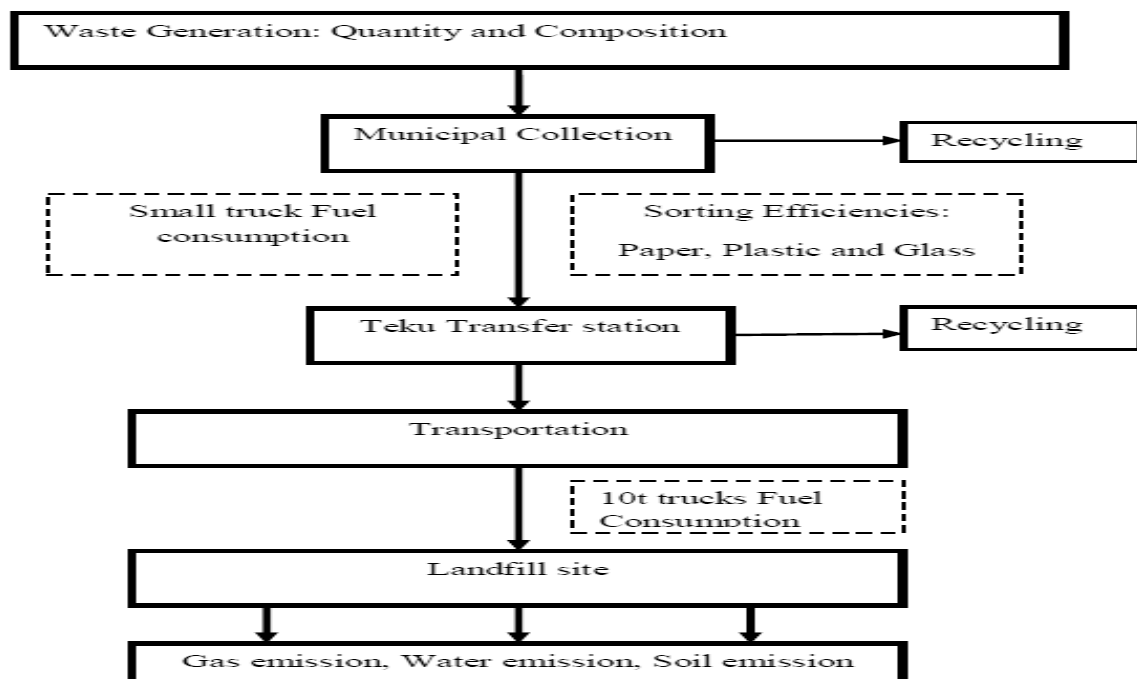 Waste Generation: Quantity and Composition
Municipal Collection
Recycling
Small truck Fuel
consumption
Sorting Efficiencies:
Paper, Plastic and Glass
Teku Transfer station
Recycling
Transportation
10t trucks Fuel
Consumption
Landfill site
Gas emission, Water emission, Soil emission